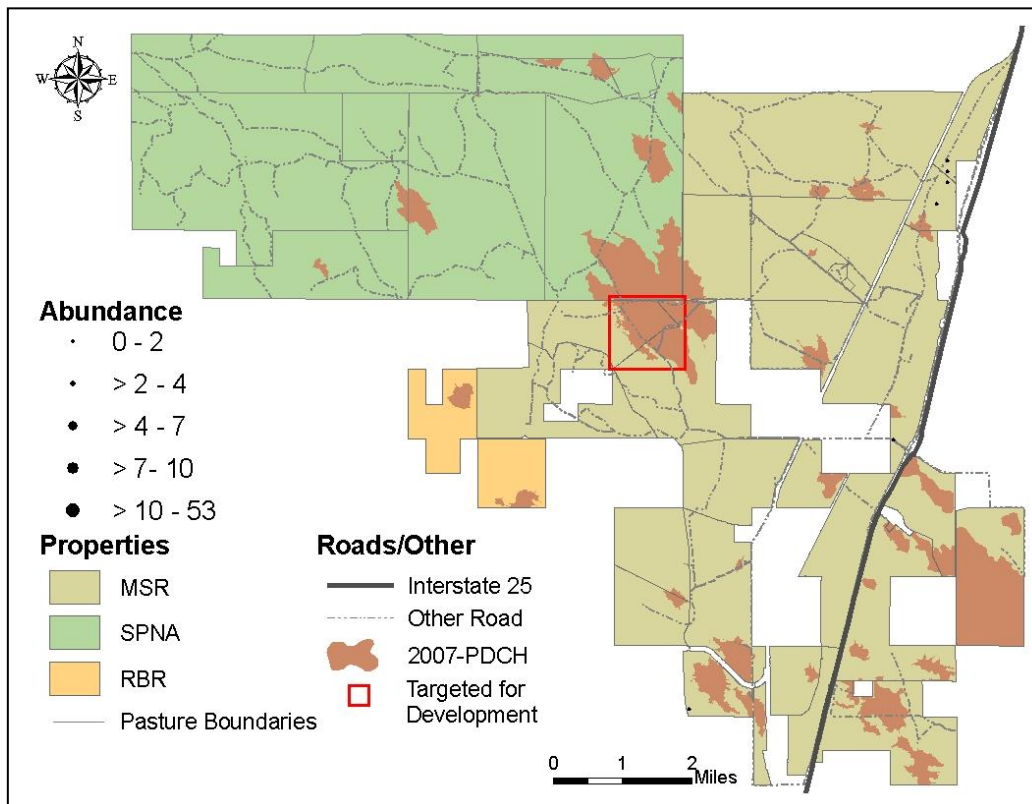 N
W E
S
Abundance
0 - 2
> 2 - 4
> 4 - 7
> 7- 10
> 10 - 53
Properties
MSR
SPNA
RBR
Pasture Boundaries
Roads/Other
Interstate 25
Other Road
2007-PDCH
Targeted for
Development
0 1 2
Miles